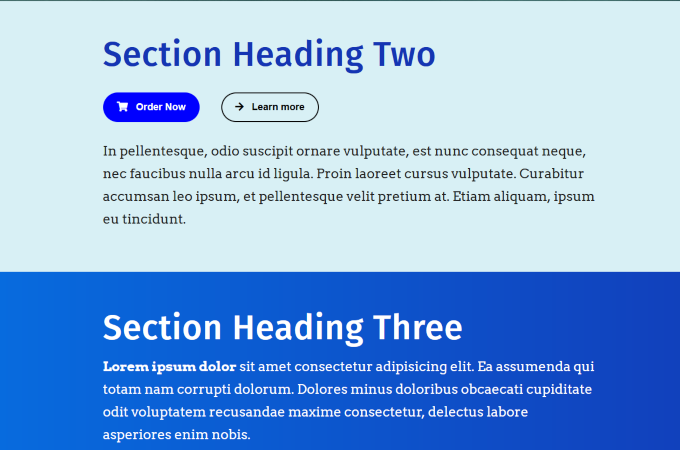 Section Heading Two
Order Now
Learn more
In pellentesque, odio suscipit ornare vulputate, est nunc consequat neque,
nec faucibus nulla arcu id ligula. Proin laoreet cursus vulputate. Curabitur
accumsan leo ipsum, et pellentesque velit pretium at. Etiam aliquam, ipsum
eu tincidunt.
Section Heading Three
Lorem ipsum dolor sit amet consectetur adipisicing elit. Ea assumenda qui
totam nam corrupti dolorum. Dolores minus doloribus obcaecati cupiditate
odit voluptatem recusandae maxime consectetur, delectus labore
asperiores enim nobis.